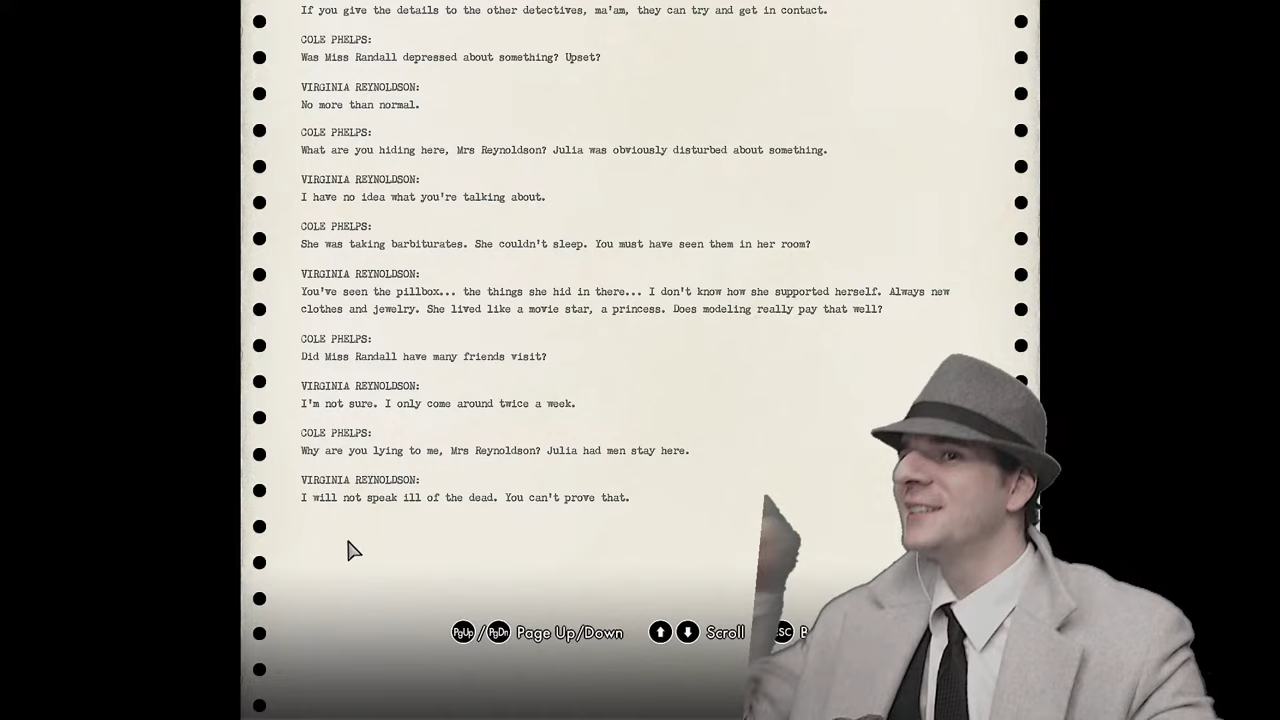 If you give the details to the other detectives, ma'am, they can try and get in contact.
COLE PHELPS:
Was Miss Randall depressed about something? Upset?
VIRGINIA REYNOLDSON:
No more than normal.
COLE PHELPS:
What are you hiding here, Mrs Reynoldson? Julia was obviously disturbed about something.
VIRGINIA REYNOLDSON:
I have no idea what you're talking about.
COLE PHELPS:
She was taking barbiturates. She couldn't sleep. You must have seen them in her room?
VIRGINIA REYNOLDSON:
You've seen the pillbox... the things she hid in there... I don't know how she supported herself. Always new
clothes and jewelry. She lived like a movie star, a princess. Does modeling really pay that well?
COLE PHELPS:
Did Miss Randall have many friends visit?
VIRGINIA REYNOLDSON:
I'm not sure. I only come around twice a week.
COLE PHELPS:
Why are you lying to me, Mrs Reynoldson? Julia had men stay here.
VIRGINIA REYNOLDSON:
I will not speak ill of the dead. You can't prove that.
PgUp / PgDn Page Up/Down Scroll